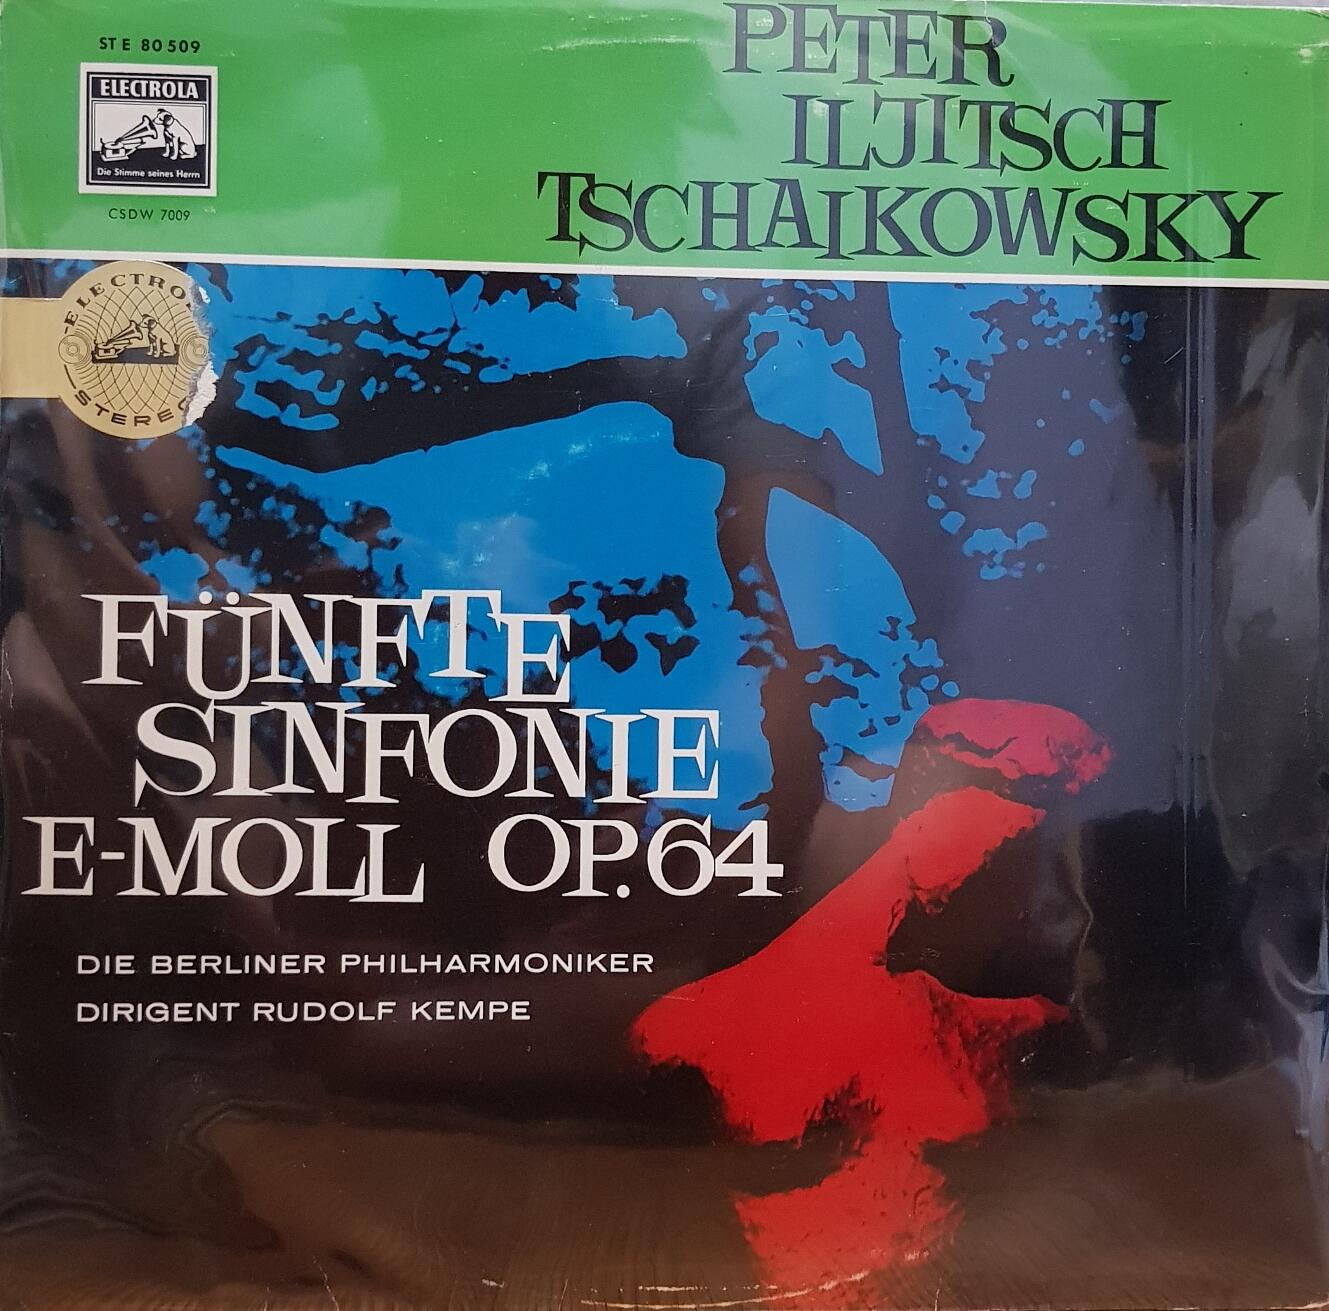 ST E 80 509
ELECTROLA
Die Stimme seines Herrn
CSDW 7009
PETER
ILJITSCH
TSCHAIKOWSKY
STEREO
FÜNFTE
SINFONIE
E-MOLL OP. 64
DIE BERLINER PHILHARMONIKER
DIRIGENT RUDOLF KEMPE